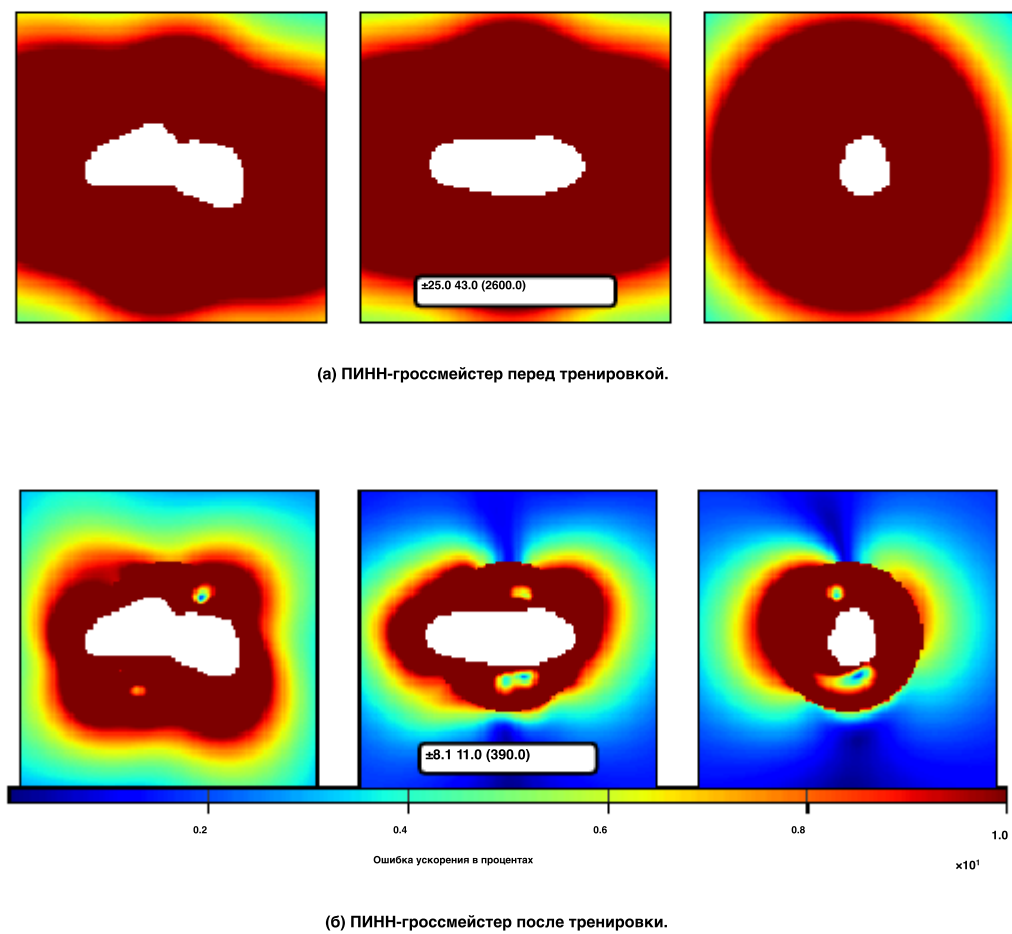 ±25.0 43.0 (2600.0)
(а) ПИНН-гроссмейстер перед тренировкой.
±8.1 11.0 (390.0)
0.2 0.4 0.6 0.8 1.0
Ошибка ускорения в процентах
×10¹
(б) ПИНН-гроссмейстер после тренировки.